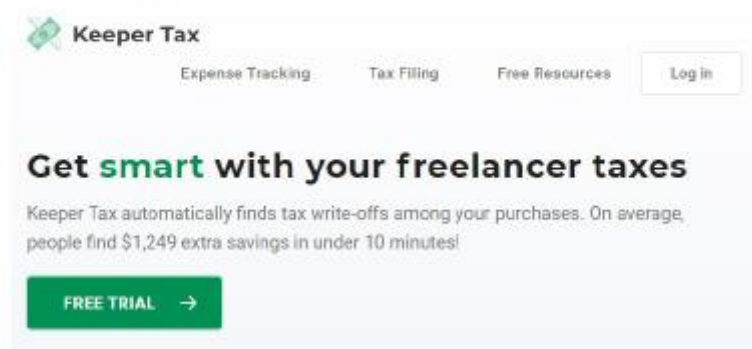 Keeper Tax
Expense Tracking Tax Filing Free Resources Log in
Get smart with your freelancer taxes
Keeper Tax automatically finds tax write-offs among your purchases. On average,
people find $1,249 extra savings in under 10 minutes!
FREE TRIAL →